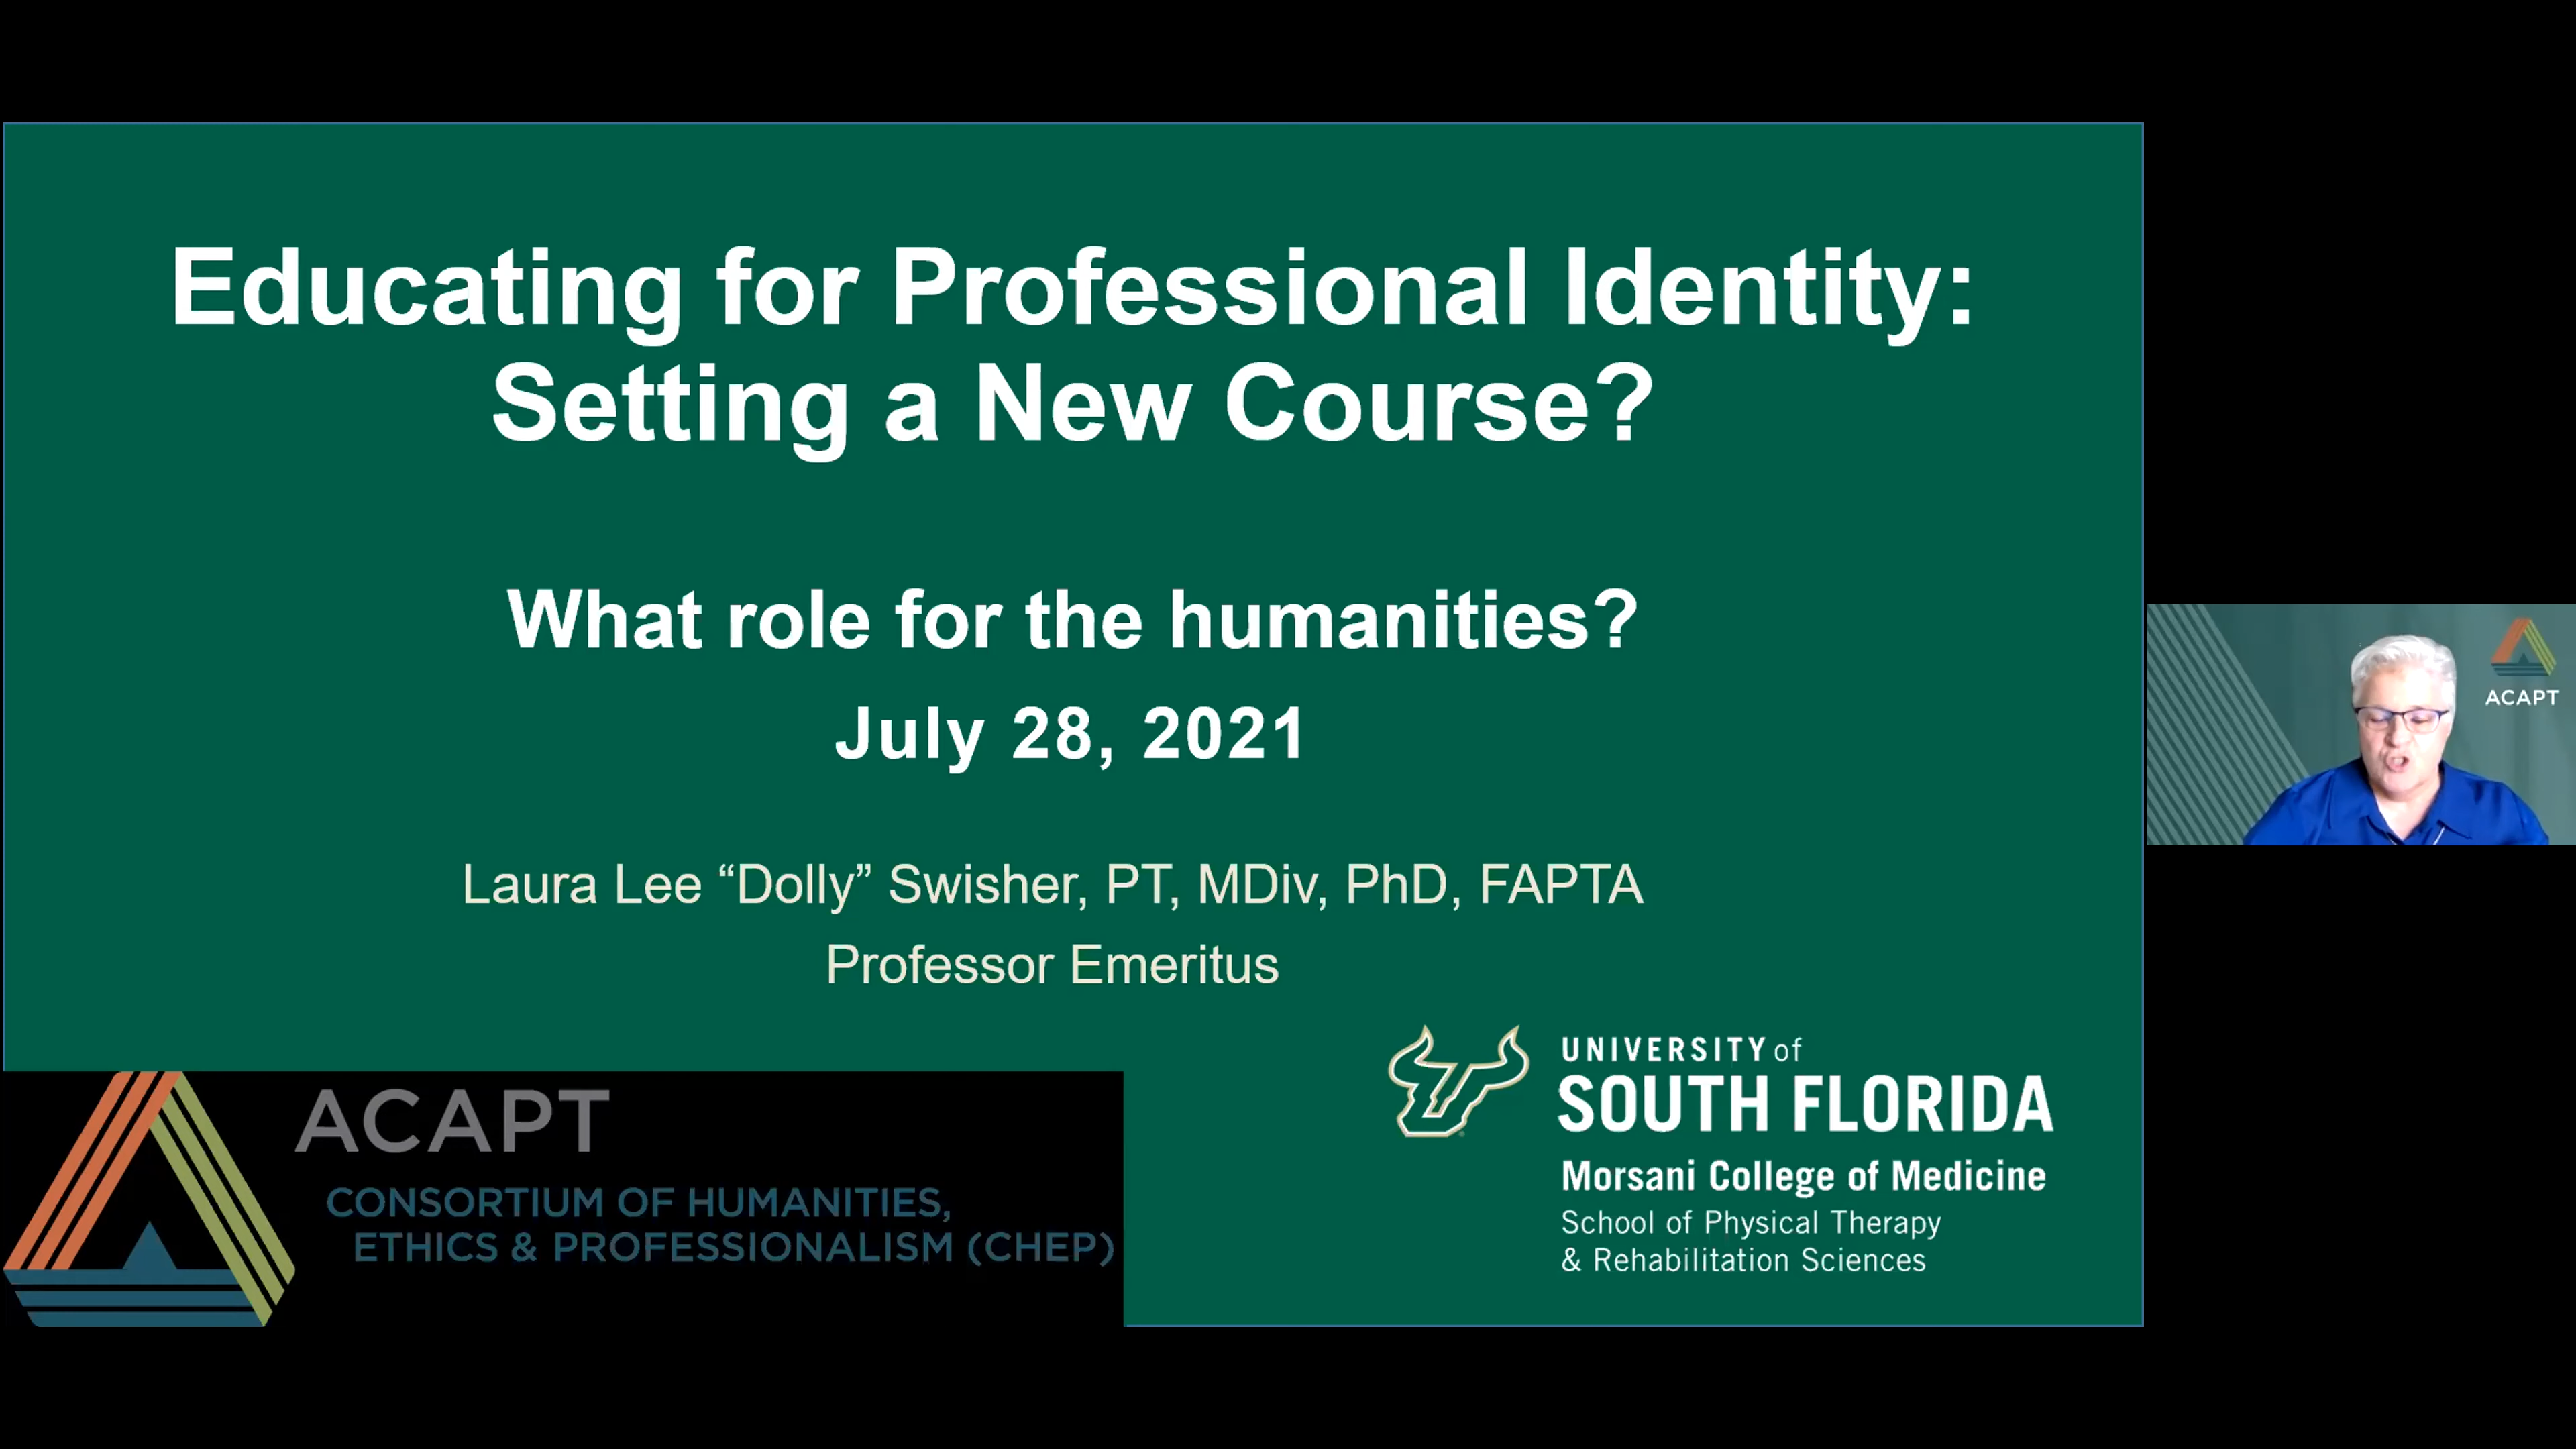 Educating for Professional Identity:
Setting a New Course?
What role for the humanities?
July 28, 2021
Laura Lee “Dolly” Swisher, PT, MDiv, PhD, FAPTA
Professor Emeritus
ACAPT
CONSORTIUM OF HUMANITIES,
ETHICS & PROFESSIONALISM (CHEP)
UNIVERSITY of
SOUTH FLORIDA
Morsani College of Medicine
School of Physical Therapy
& Rehabilitation Sciences
ACAPT